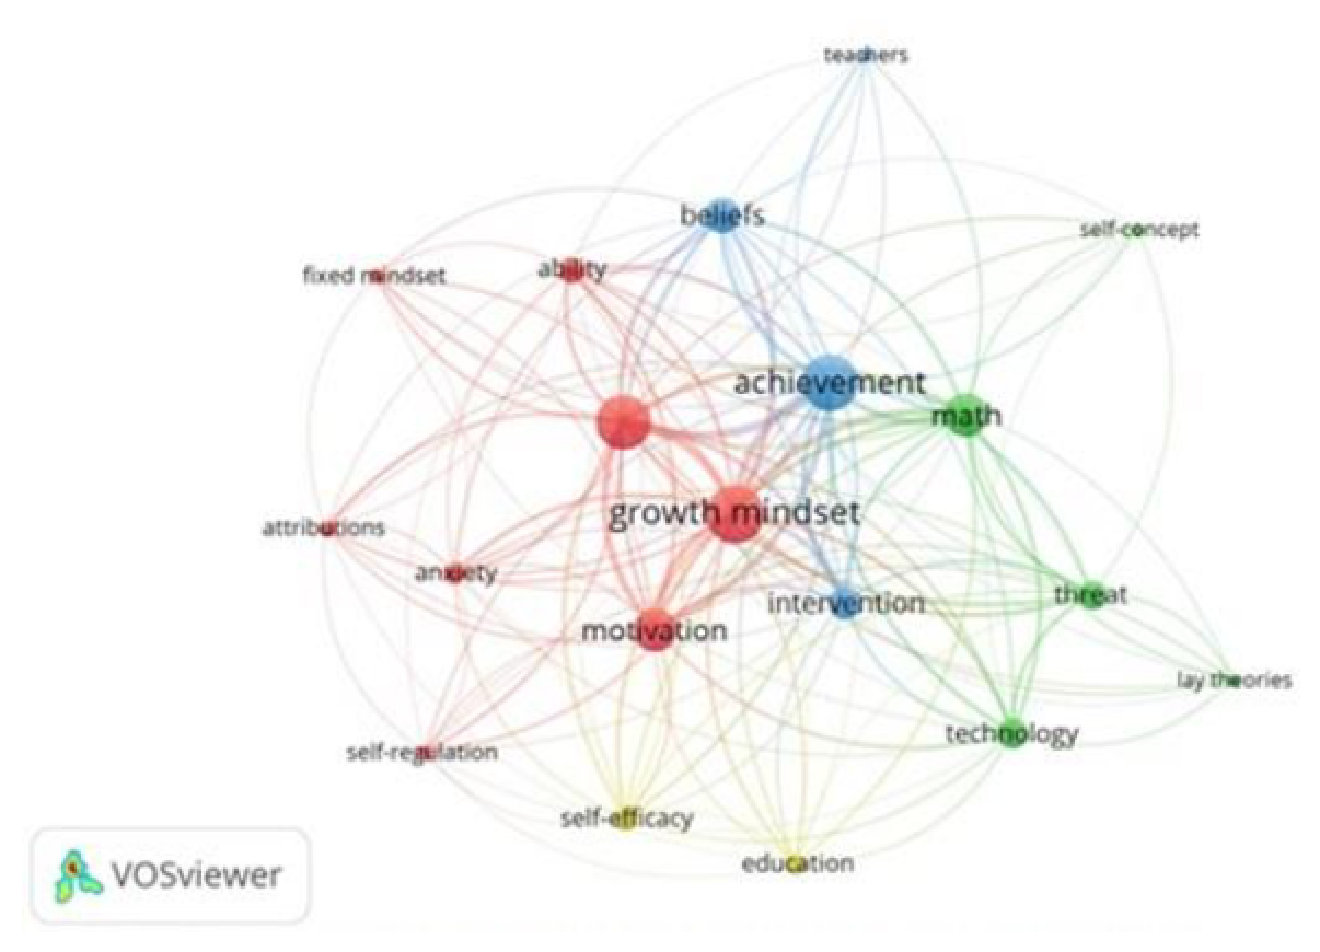 teachers
beliefs
self-concept
fixed mindset
ability
achievement
math
growth mindset
attributions
anxiety
threat
intervention
motivation
lay theories
technology
self-regulation
self-efficacy
education
VOSviewer